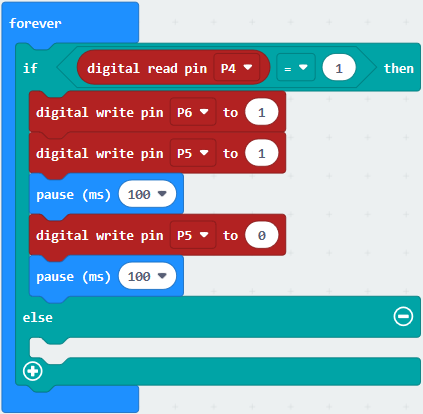 forever
if digital read pin P4 = 1 then
digital write pin P6 to 1
digital write pin P5 to 1
pause (ms) 100
digital write pin P5 to 0
pause (ms) 100
else